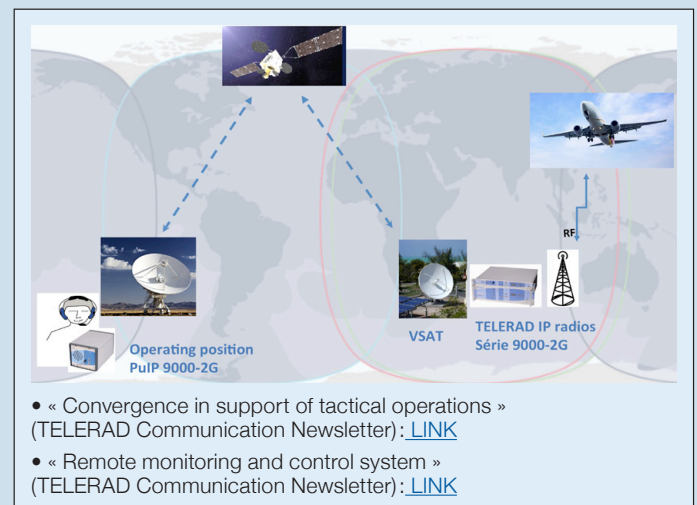 RF
VSAT
TELERAD IP radios
Série 9000-2G
Operating position
PuIP 9000-2G
• « Convergence in support of tactical operations »
(TELERAD Communication Newsletter): LINK
• « Remote monitoring and control system »
(TELERAD Communication Newsletter): LINK